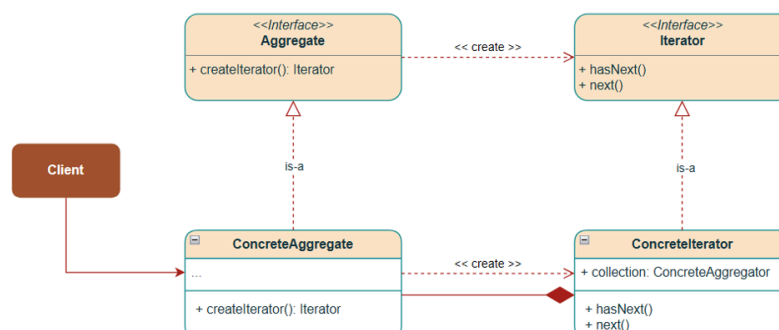 <<Interface>>
Aggregate
+ createIterator(): Iterator
<< create >>
<<Interface>>
Iterator
+ hasNext()
+ next()
Client
is-a
is-a
ConcreteAggregate
...
+ createIterator(): Iterator
<< create >>
ConcreteIterator
+ collection: ConcreteAggregator
+ hasNext()
+ next()